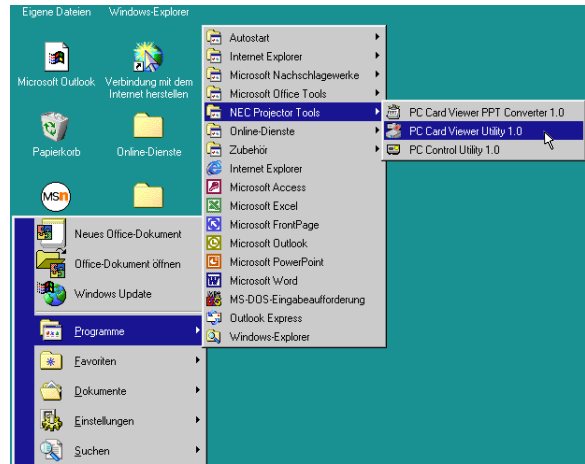 Eigene Dateien
Windows-Explorer
Microsoft Outlook
Verbindung mit dem
Internet herstellen
Papierkorb
Online-Dienste
msn
Neues Office-Dokument
Office-Dokument öffnen
Windows Update
Programme
Favoriten
Dokumente
Einstellungen
Suchen
Autostart
Internet Explorer
Microsoft Nachschlagewerke
Microsoft Office Tools
NEC Projector Tools
Online-Dienste
Zubehör
Internet Explorer
Microsoft Access
Microsoft Excel
Microsoft FrontPage
Microsoft Outlook
Microsoft PowerPoint
Microsoft Word
MS-DOS-Eingabeaufforderung
Outlook Express
Windows-Explorer
PC Card Viewer PPT Converter 1.0
PC Card Viewer Utility 1.0
PC Control Utility 1.0